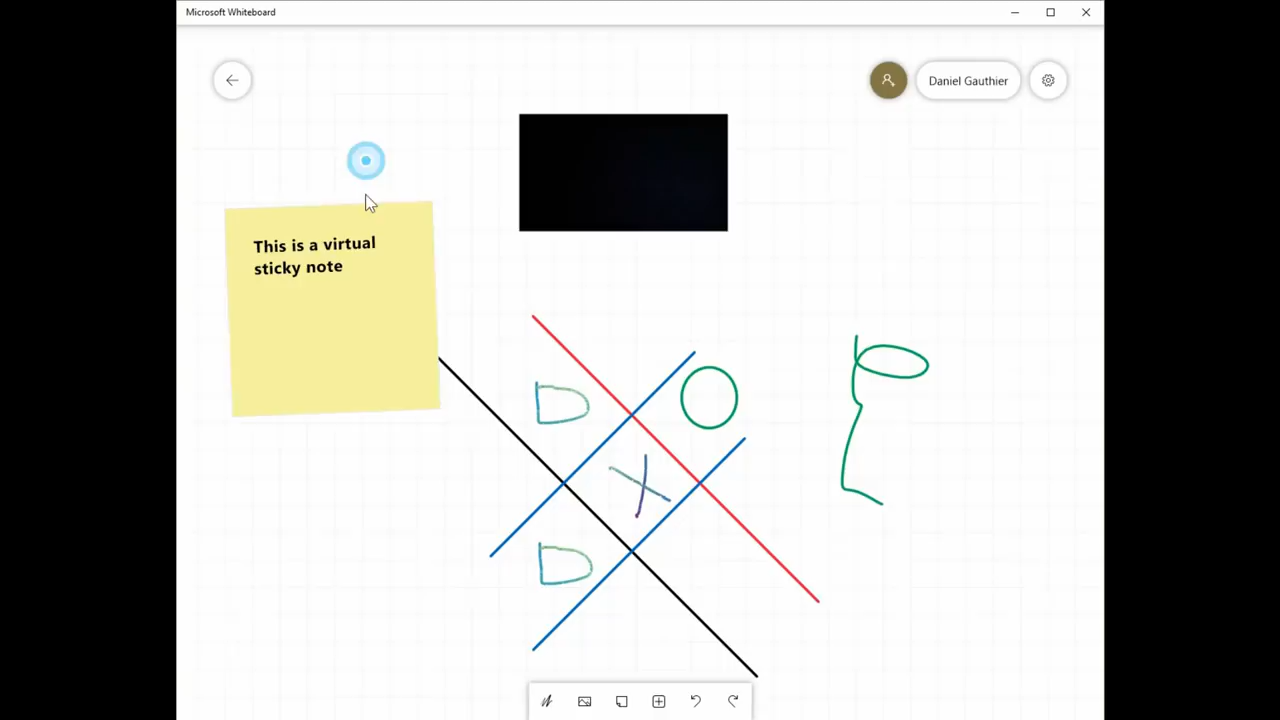 Microsoft Whiteboard
Daniel Gauthier
This is a virtual
sticky note
D
O
X
D